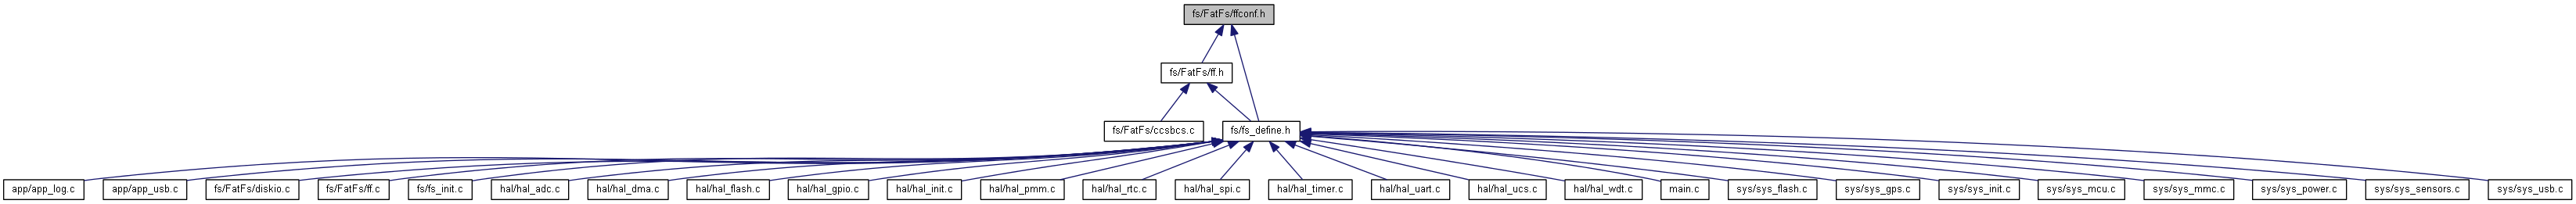 fs/FatFs/ffconf.h
fs/FatFs/ff.h
fs/FatFs/ccsbcs.c
fs/fs_define.h
app/app_log.c
app/app_usb.c
fs/FatFs/diskio.c
fs/FatFs/ff.c
fs/fs_init.c
hal/hal_adc.c
hal/hal_dma.c
hal/hal_flash.c
hal/hal_gpio.c
hal/hal_init.c
hal/hal_pmm.c
hal/hal_rtc.c
hal/hal_spi.c
hal/hal_timer.c
hal/hal_uart.c
hal/hal_ucs.c
hal/hal_wdt.c
main.c
sys/sys_flash.c
sys/sys_gps.c
sys/sys_init.c
sys/sys_mcu.c
sys/sys_mmc.c
sys/sys_power.c
sys/sys_sensors.c
sys/sys_usb.c